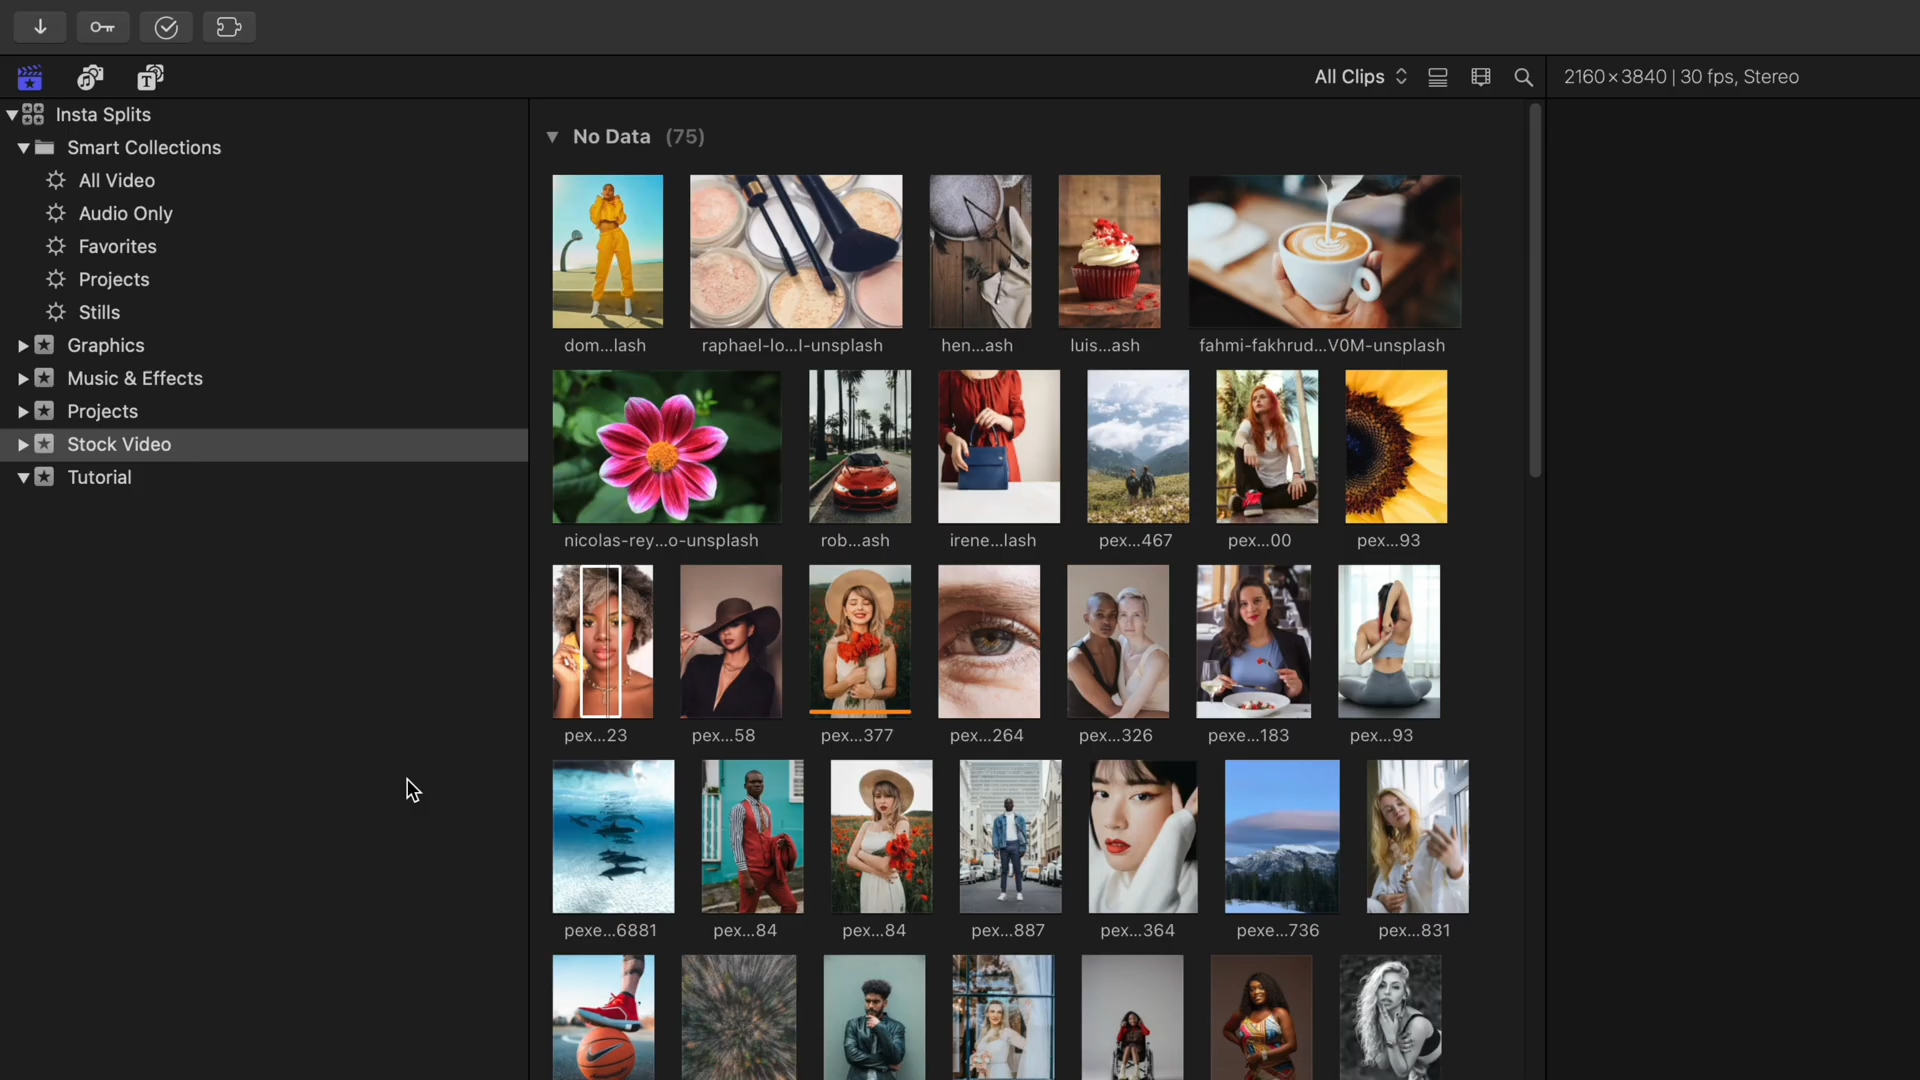 All Clips
2160×3840 | 30 fps, Stereo
Insta Splits
Smart Collections
All Video
Audio Only
Favorites
Projects
Stills
Graphics
Music & Effects
Projects
Stock Video
Tutorial
No Data (75)
dom...lash
raphael-lo...l-unsplash
hen...ash
luis...ash
fahmi-fakhrud...V0M-unsplash
nicolas-rey...o-unsplash
rob...ash
irene...lash
pex...467
pex...00
pex...93
pex...23
pex...58
pex...377
pex...264
pex...326
pexe...183
pex...93
pexe...6881
pex...84
pex...84
pex...887
pex...364
pexe...736
pex...831